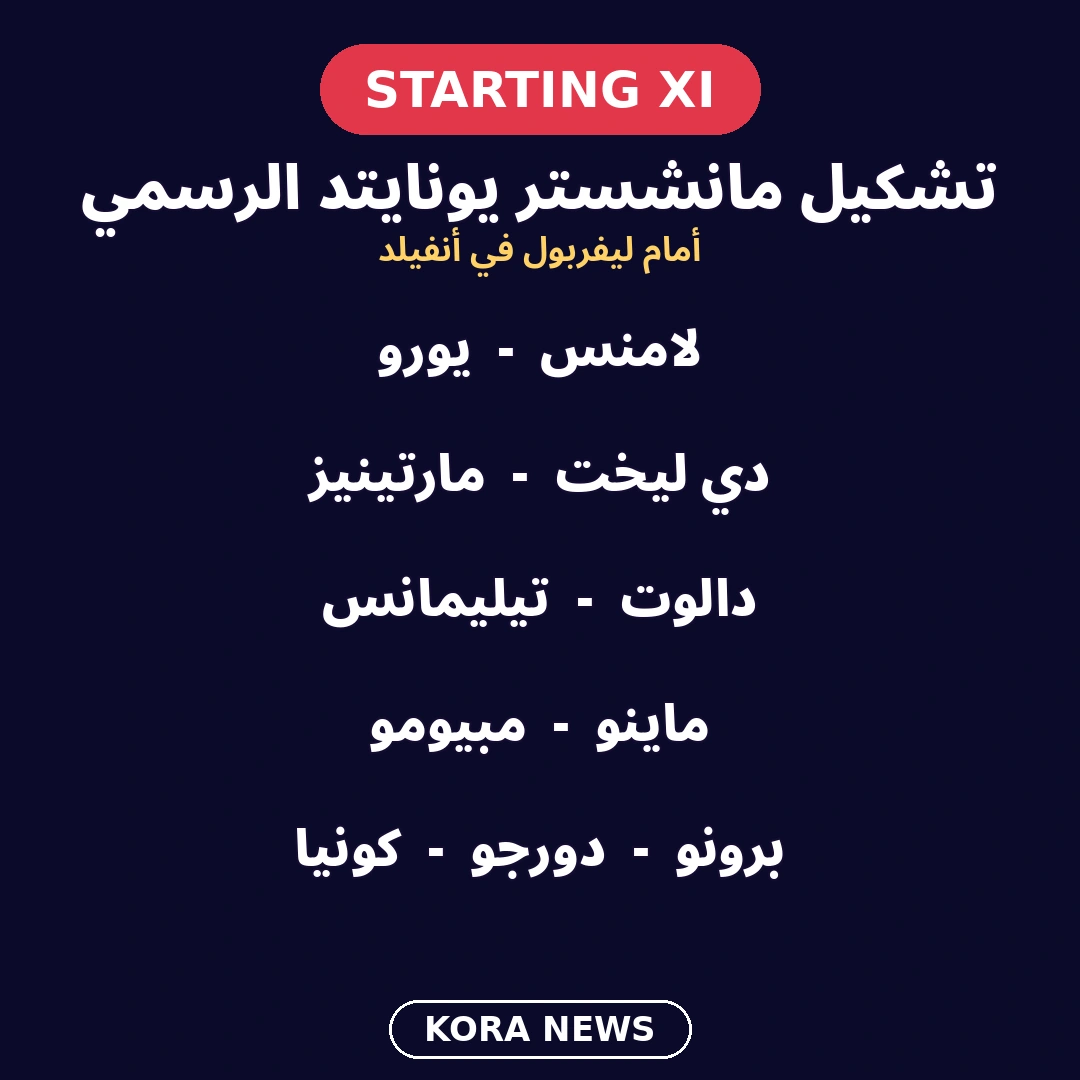 STARTING XI
تشكيل مانشستر يونايتد الرسمي
أمام ليفربول في أنفيلد
لامنس - يورو
دي ليخت - مارتينيز
دالوت - تيليمانس
ماينو - مبيومو
برونو - دورجو - كونيا
KORA NEWS